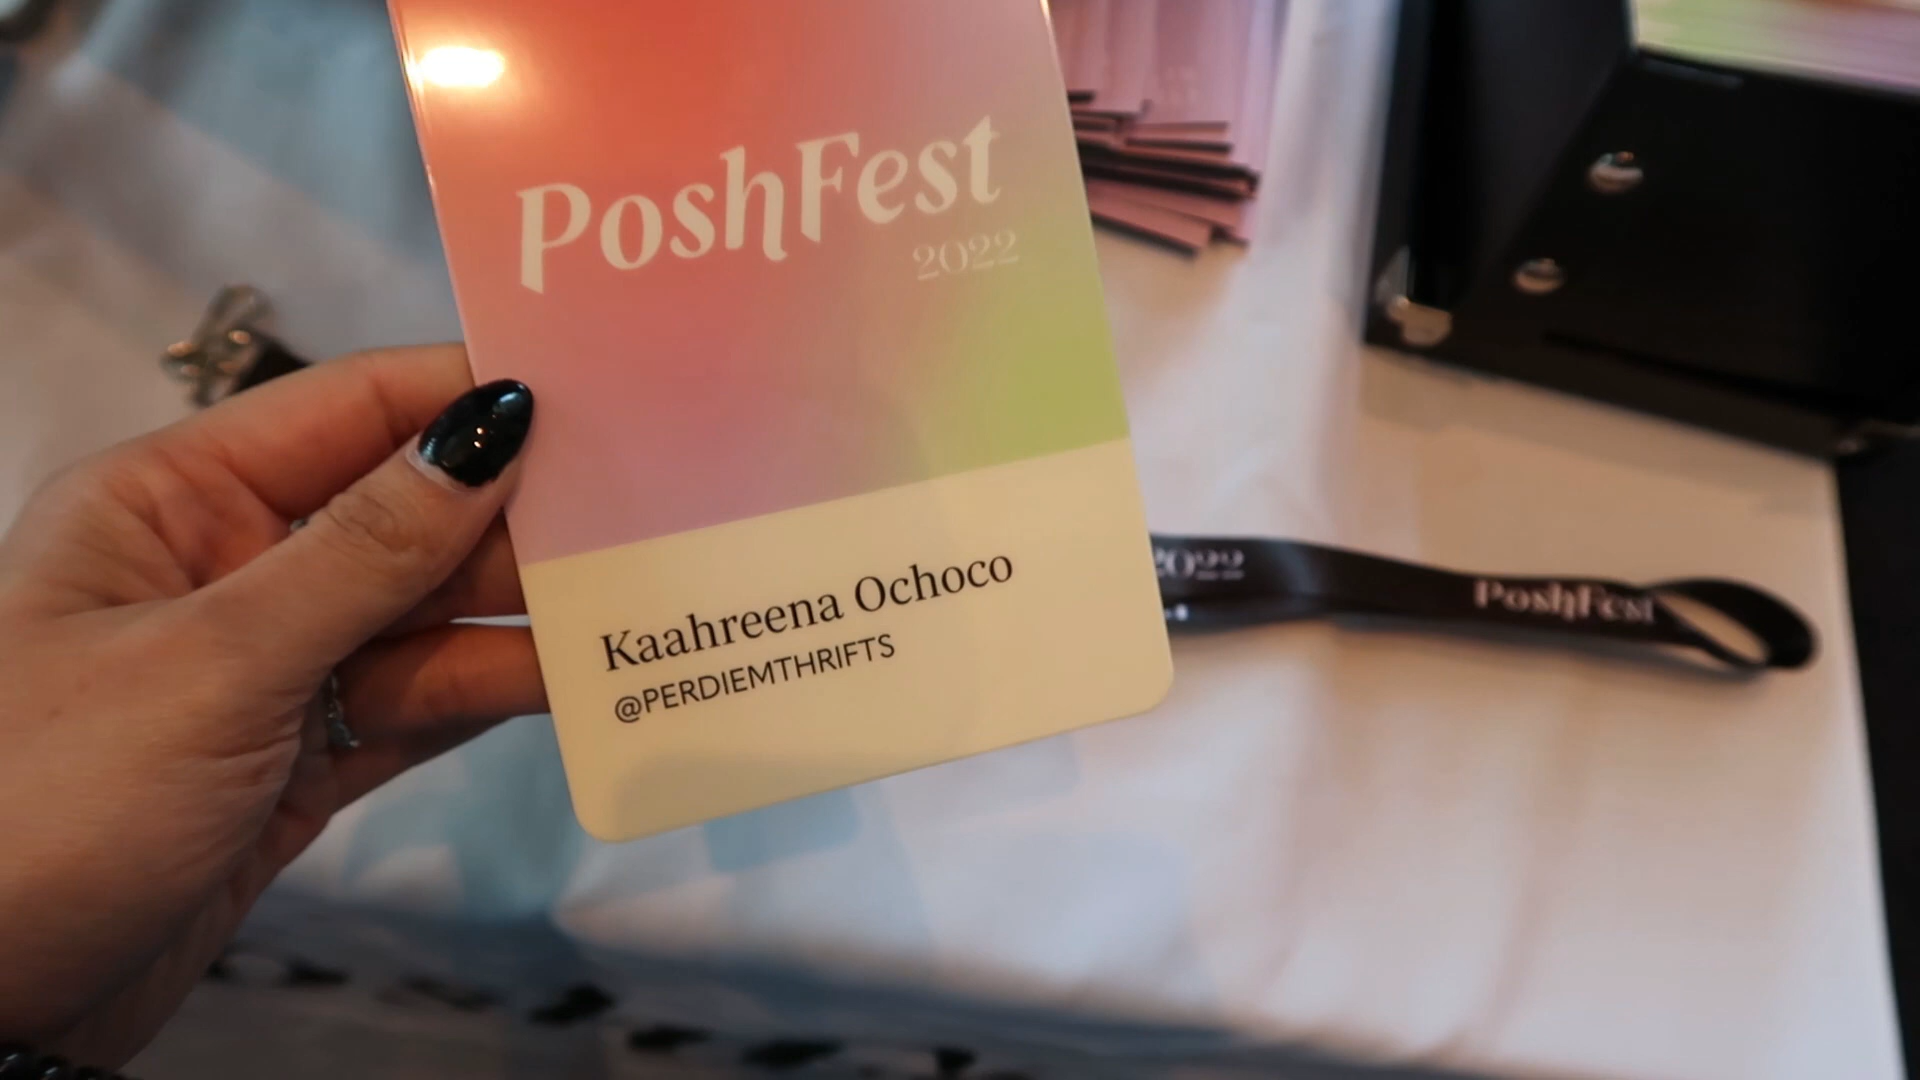 PoshFest
2022
Kaahreena Ochoco
@PERDIEMTHRIFTS
2022
PoshFest